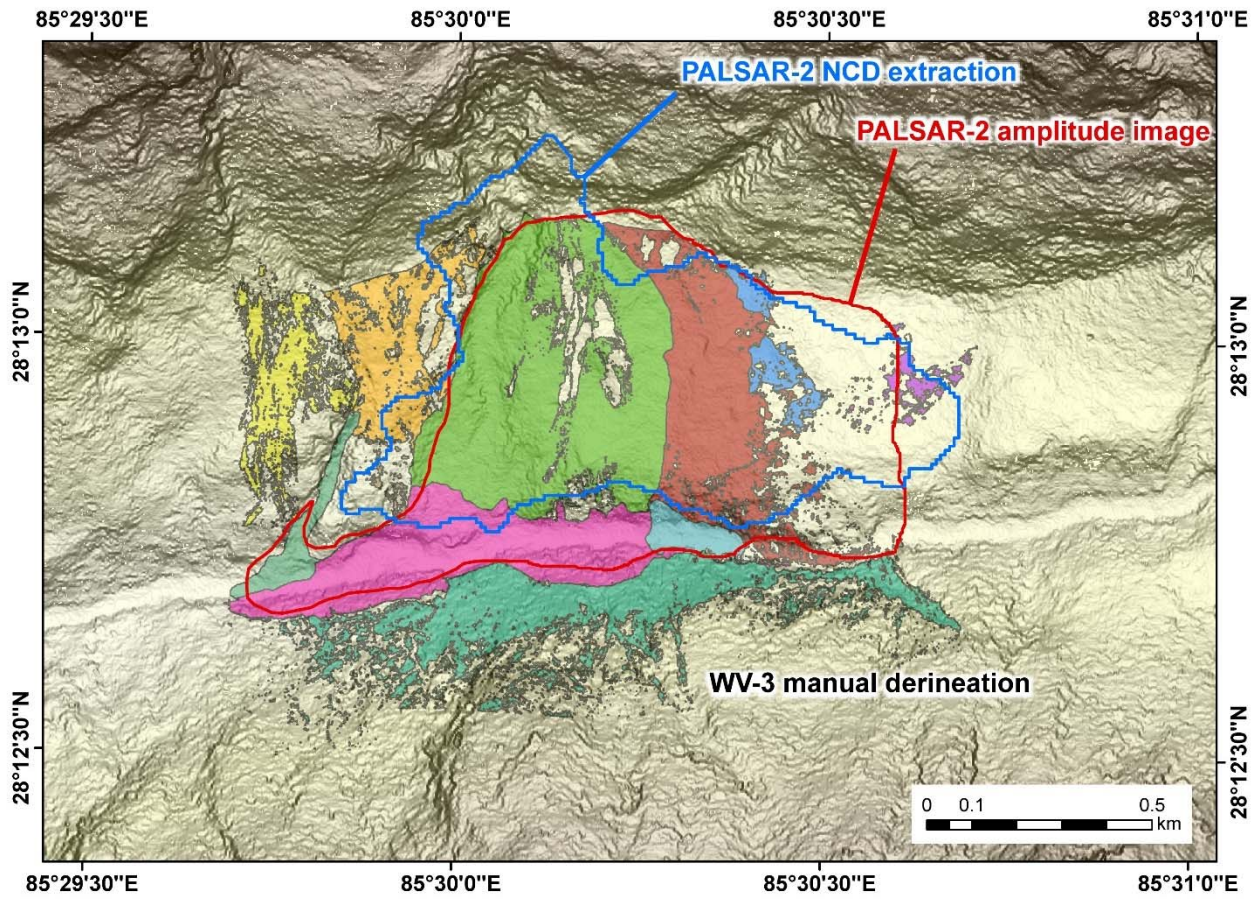 85°29'30"E 85°30'0"E 85°30'30"E 85°31'0"E
PALSAR-2 NCD extraction
PALSAR-2 amplitude image
28°13'0"N 28°13'0"N
WV-3 manual derineation
28°12'30"N 28°12'30"N
0 0.1 0.5
km
85°29'30"E 85°30'0"E 85°30'30"E 85°31'0"E